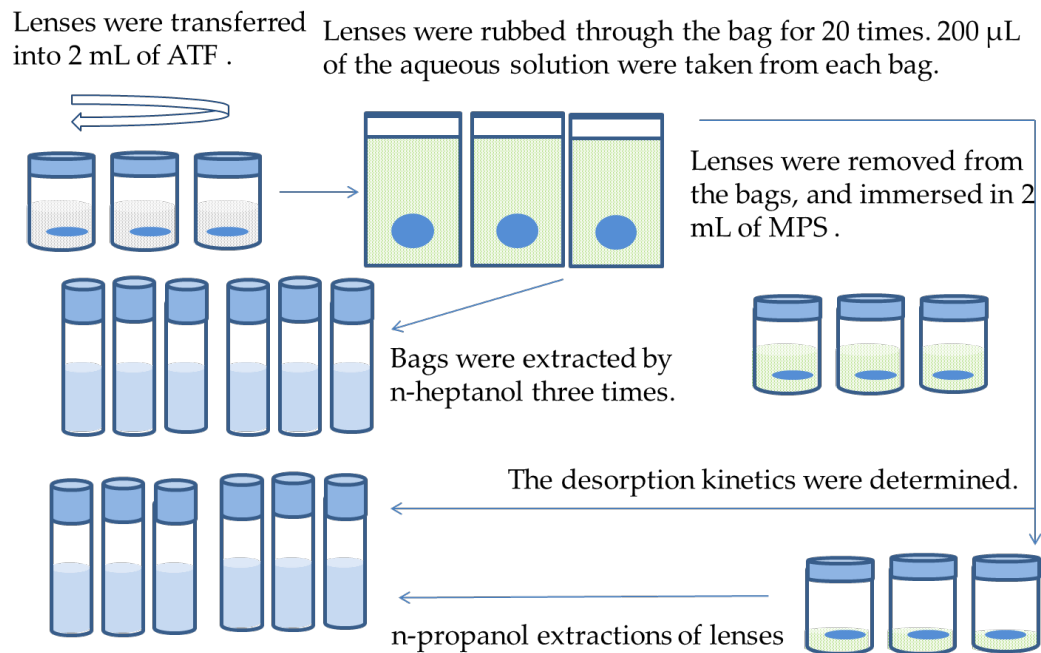 Lenses were transferred
into 2 mL of ATF .
Lenses were rubbed through the bag for 20 times. 200 µL
of the aqueous solution were taken from each bag.
Lenses were removed from
the bags, and immersed in 2
mL of MPS .
Bags were extracted by
n-heptanol three times.
The desorption kinetics were determined.
n-propanol extractions of lenses